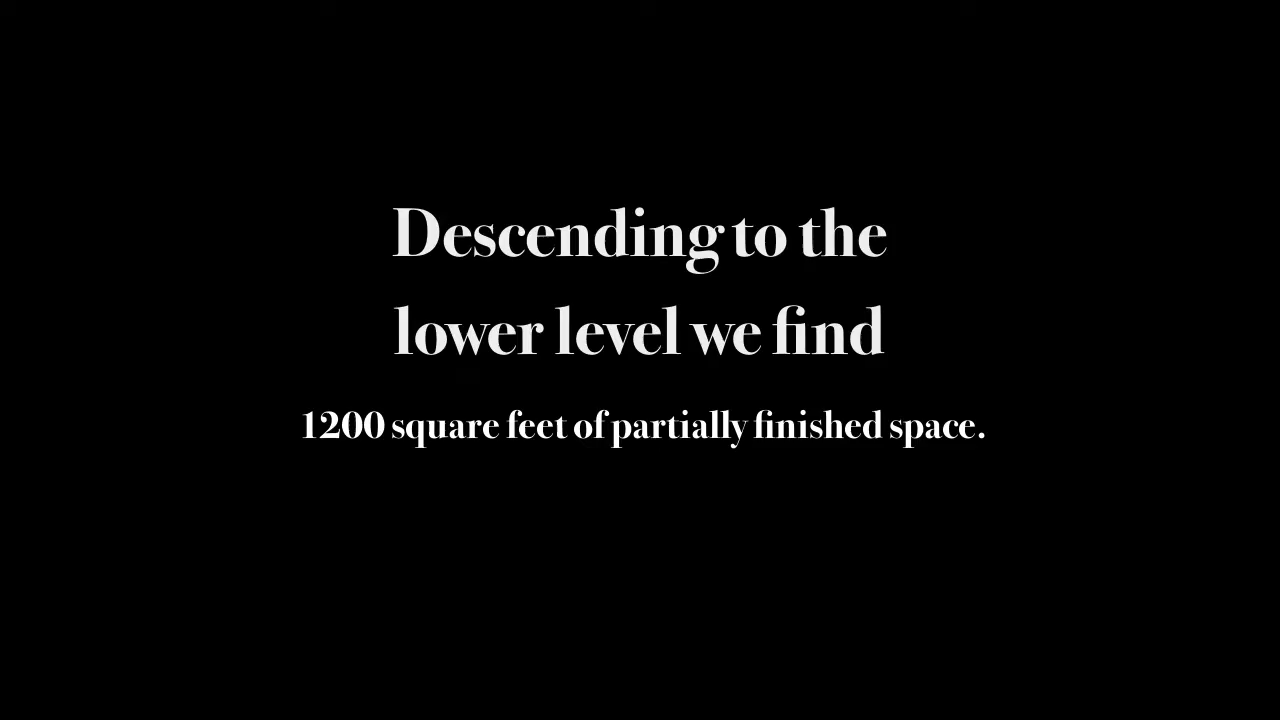 Descending to the
lower level we find
1200 square feet of partially finished space.